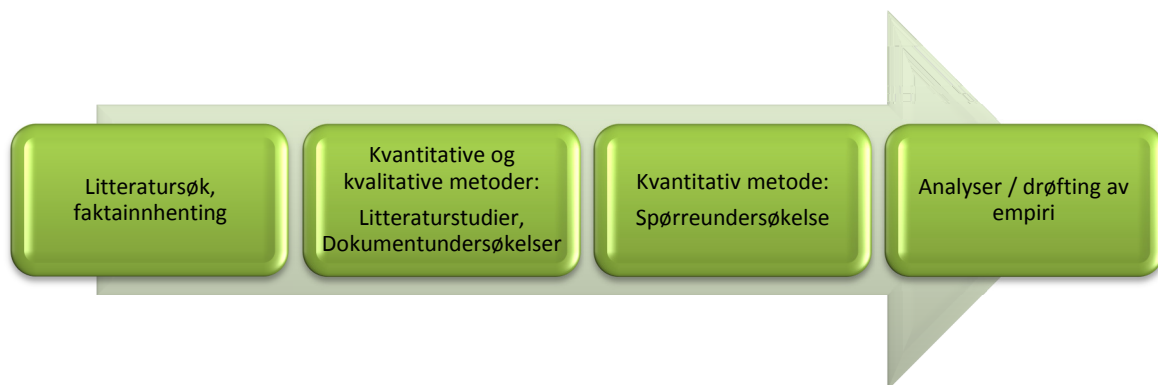 Litteratursøk,
faktainnhenting
Kvantitative og
kvalitative metoder:
Litteraturstudier,
Dokumentundersøkelser
Kvantitativ metode:
Spørreundersøkelse
Analyser / drøfting av
empiri